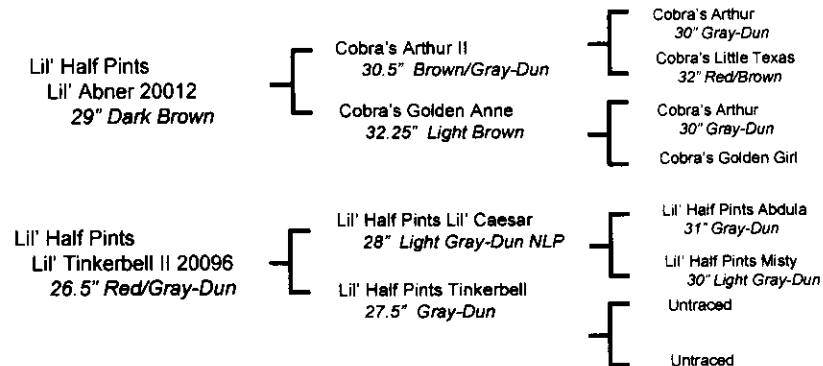 Lil' Half Pints
Lil' Abner 20012
29" Dark Brown
Cobra's Arthur II
30.5" Brown/Gray-Dun
Cobra's Golden Anne
32.25" Light Brown
Cobra's Arthur
30" Gray-Dun
Cobra's Little Texas
32" Red/Brown
Cobra's Arthur
30" Gray-Dun
Cobra's Golden Girl
Lil' Half Pints
Lil' Tinkerbell II 20096
26.5" Red/Gray-Dun
Lil' Half Pints Lil' Caesar
28" Light Gray-Dun NLP
Lil' Half Pints Tinkerbell
27.5" Gray-Dun
Lil' Half Pints Abdula
31" Gray-Dun
Lil' Half Pints Misty
30" Light Gray-Dun
Untraced
Untraced